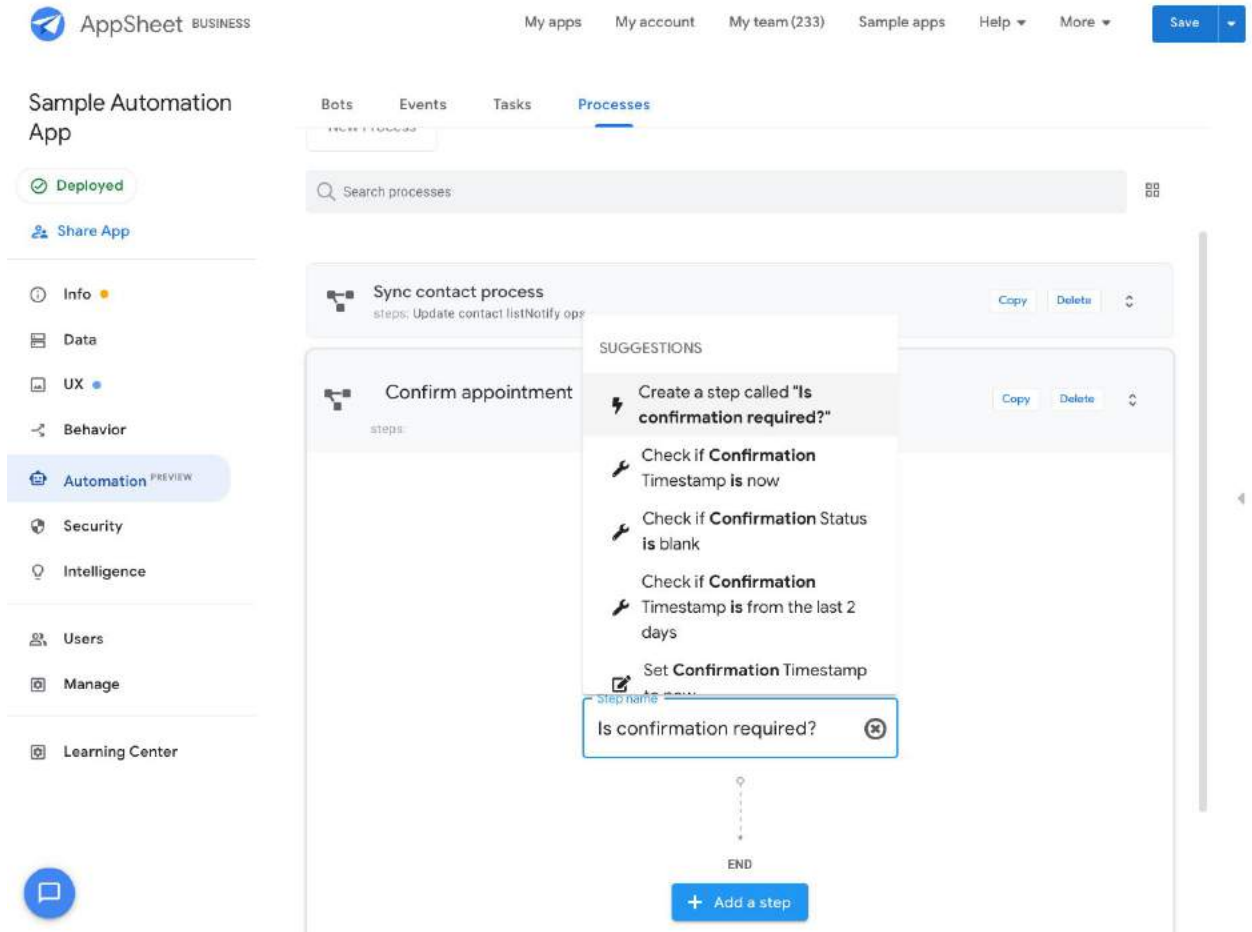 AppSheet BUSINESS
My apps My account My team (233) Sample apps Help More Save
Sample Automation
App
Deployed
Share App
Info
Data
UX
Behavior
Automation PREVIEW
Security
Intelligence
Users
Manage
Learning Center
Bots Events Tasks Processes
New Process
Search processes
Sync contact process
steps: Update contact listNotify ops
Copy Delete
Confirm appointment
steps:
Copy Delete
SUGGESTIONS
Create a step called "Is
confirmation required?"
Check if Confirmation
Timestamp is now
Check if Confirmation Status
is blank
Check if Confirmation
Timestamp is from the last 2
days
Set Confirmation Timestamp
to now
Step name
Is confirmation required?
END
+ Add a step